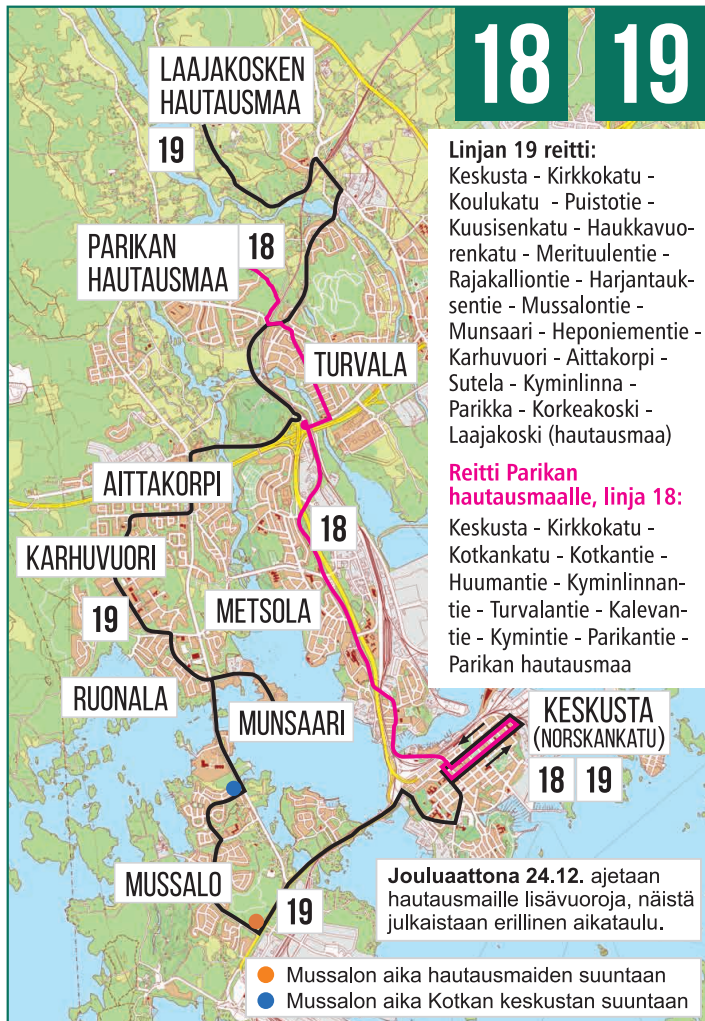 18 19
LAAJAKOSKEN
HAUTAUSMAA
19
PARIKAN
HAUTAUSMAA
18
TURVALA
AITTAKORPI
18
KARHUVUORI
METSOLA
19
RUONALA
MUNSAARI
KESKUSTA
(NORSKANKATU)
18 19
MUSSALO
19
Linjan 19 reitti:
Keskusta - Kirkkokatu -
Koulukatu - Puistotie -
Kuusisenkatu - Haukkavuo-
renkatu - Merituulentie -
Rajakalliontie - Harjantauk-
sentie - Mussalontie -
Munsaari - Heponiementie -
Karhuvuori - Aittakorpi -
Sutela - Kyminlinna -
Parikka - Korkeakoski -
Laajakoski (hautausmaa)
Reitti Parikan
hautausmaalle, linja 18:
Keskusta - Kirkkokatu -
Kotkankatu - Kotkantie -
Huumantie - Kyminlinnan-
tie - Turvalantie - Kalevan-
tie - Kymintie - Parikantie -
Parikan hautausmaa
Jouluaattona 24.12. ajetaan
hautausmaille lisävuoroja, näistä
julkaistaan erillinen aikataulu.
Mussalon aika hautausmaiden suuntaan
Mussalon aika Kotkan keskustan suuntaan